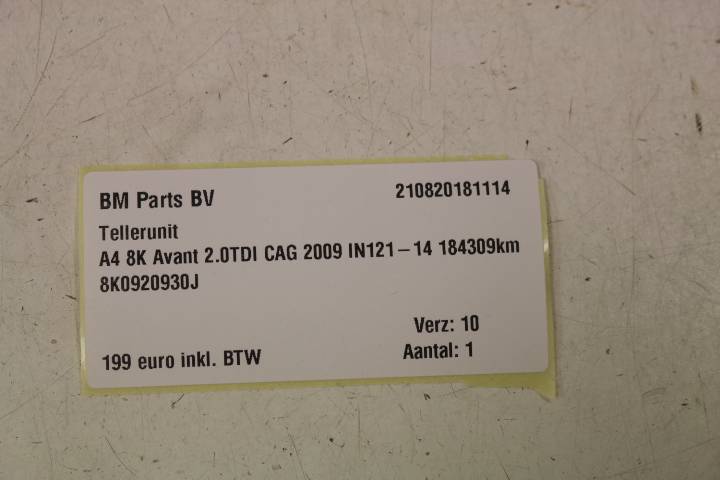 BM Parts BV 210820181114
Tellerunit
A4 8K Avant 2.0TDI CAG 2009 IN121-14 184309km
8K0920930J
Verz: 10
199 euro inkl. BTW Aantal: 1